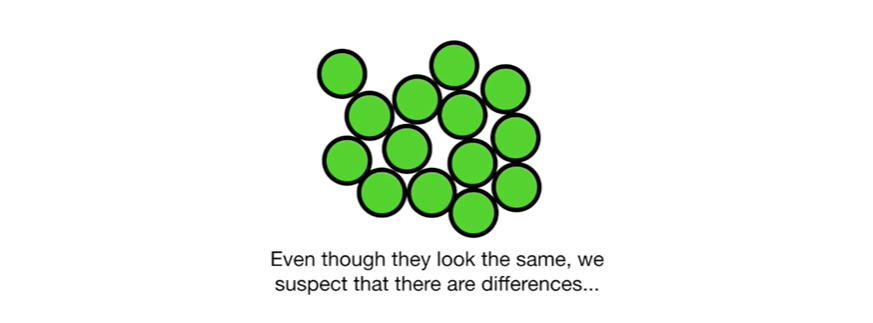 Even though they look the same, we
suspect that there are differences...